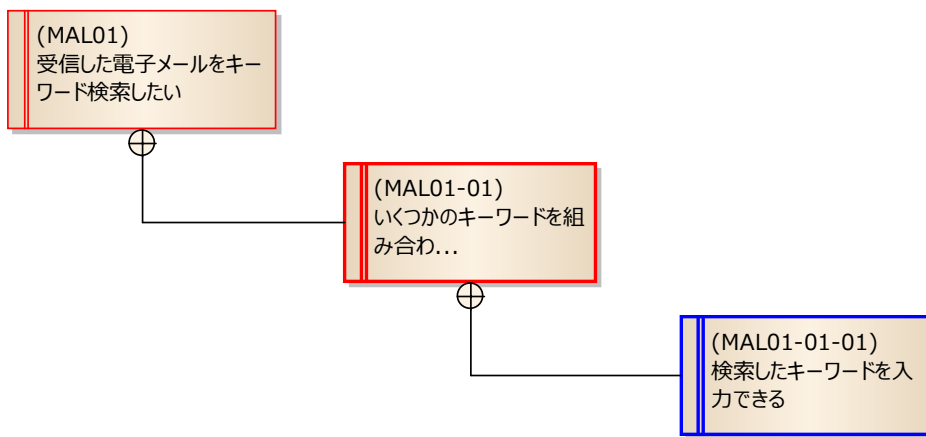 (MAL01)
受信した電子メールをキー
ワード検索したい
(MAL01-01)
いくつかのキーワードを組
み合わ...
(MAL01-01-01)
検索したキーワードを入
力できる